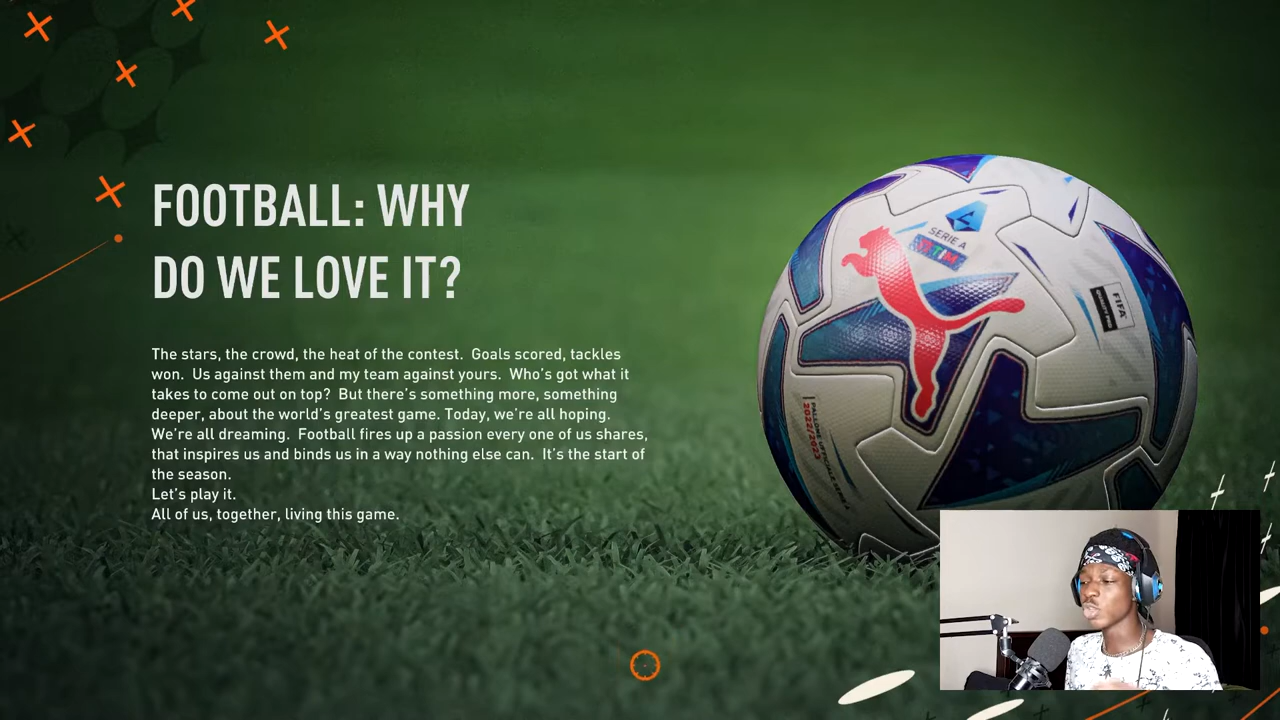 FOOTBALL: WHY
DO WE LOVE IT?
The stars, the crowd, the heat of the contest.  Goals scored, tackles
won.  Us against them and my team against yours.  Who's got what it
takes to come out on top?  But there's something more, something
deeper, about the world's greatest game. Today, we're all hoping.
We're all dreaming.  Football fires up a passion every one of us shares,
that inspires us and binds us in a way nothing else can.  It's the start of
the season.
Let's play it.
All of us, together, living this game.
SERIE A
TIM
FIFA
2022/2023